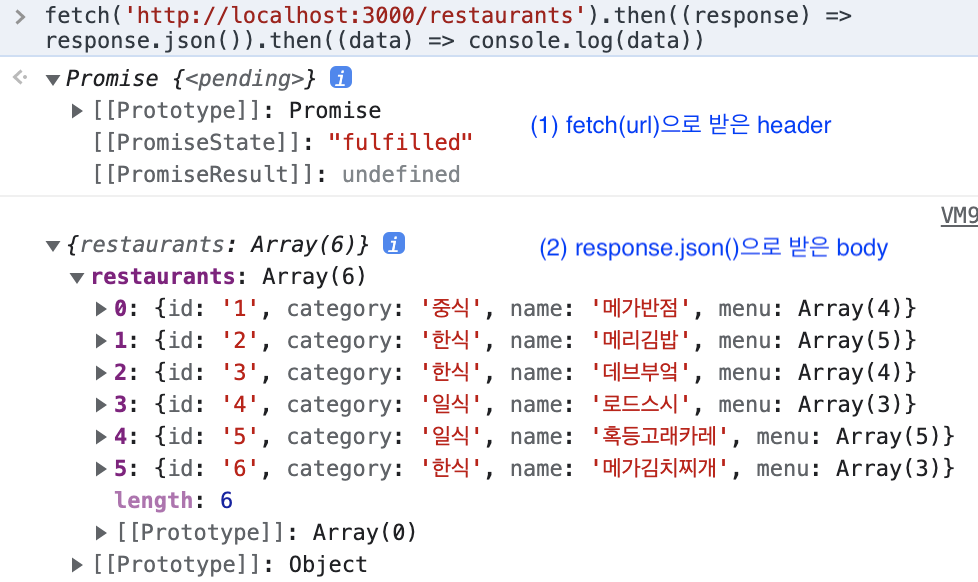 > fetch('http://localhost:3000/restaurants').then((response) =>
response.json()).then((data) => console.log(data))
Promise {<pending>} i
[[Prototype]]: Promise
(1) fetch(url)으로 받은 header
[[PromiseState]]: "fulfilled"
[[PromiseResult]]: undefined
VM9
{restaurants: Array(6)} i
(2) response.json()으로 받은 body
restaurants: Array(6)
0: {id: '1', category: '중식', name: '메가반점', menu: Array(4)}
1: {id: '2', category: '한식', name: '메리김밥', menu: Array(5)}
2: {id: '3', category: '한식', name: '데브부엌', menu: Array(4)}
3: {id: '4', category: '일식', name: '로드스시', menu: Array(3)}
4: {id: '5', category: '일식', name: '혹등고래카레', menu: Array(5)}
5: {id: '6', category: '한식', name: '메가김치찌개', menu: Array(3)}
length: 6
[[Prototype]]: Array(0)
[[Prototype]]: Object